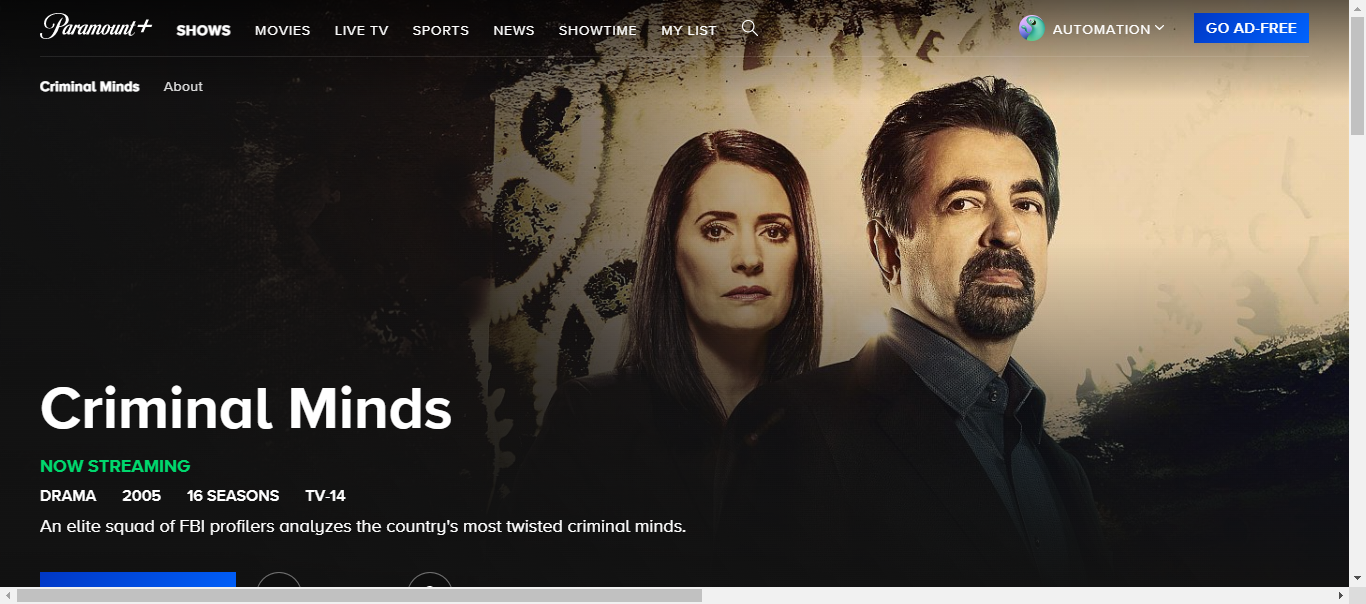 Paramount+ SHOWS MOVIES LIVE TV SPORTS NEWS SHOWTIME MY LIST AUTOMATION GO AD-FREE
Criminal Minds About
Criminal Minds
NOW STREAMING
DRAMA 2005 16 SEASONS TV-14
An elite squad of FBI profilers analyzes the country's most twisted criminal minds.